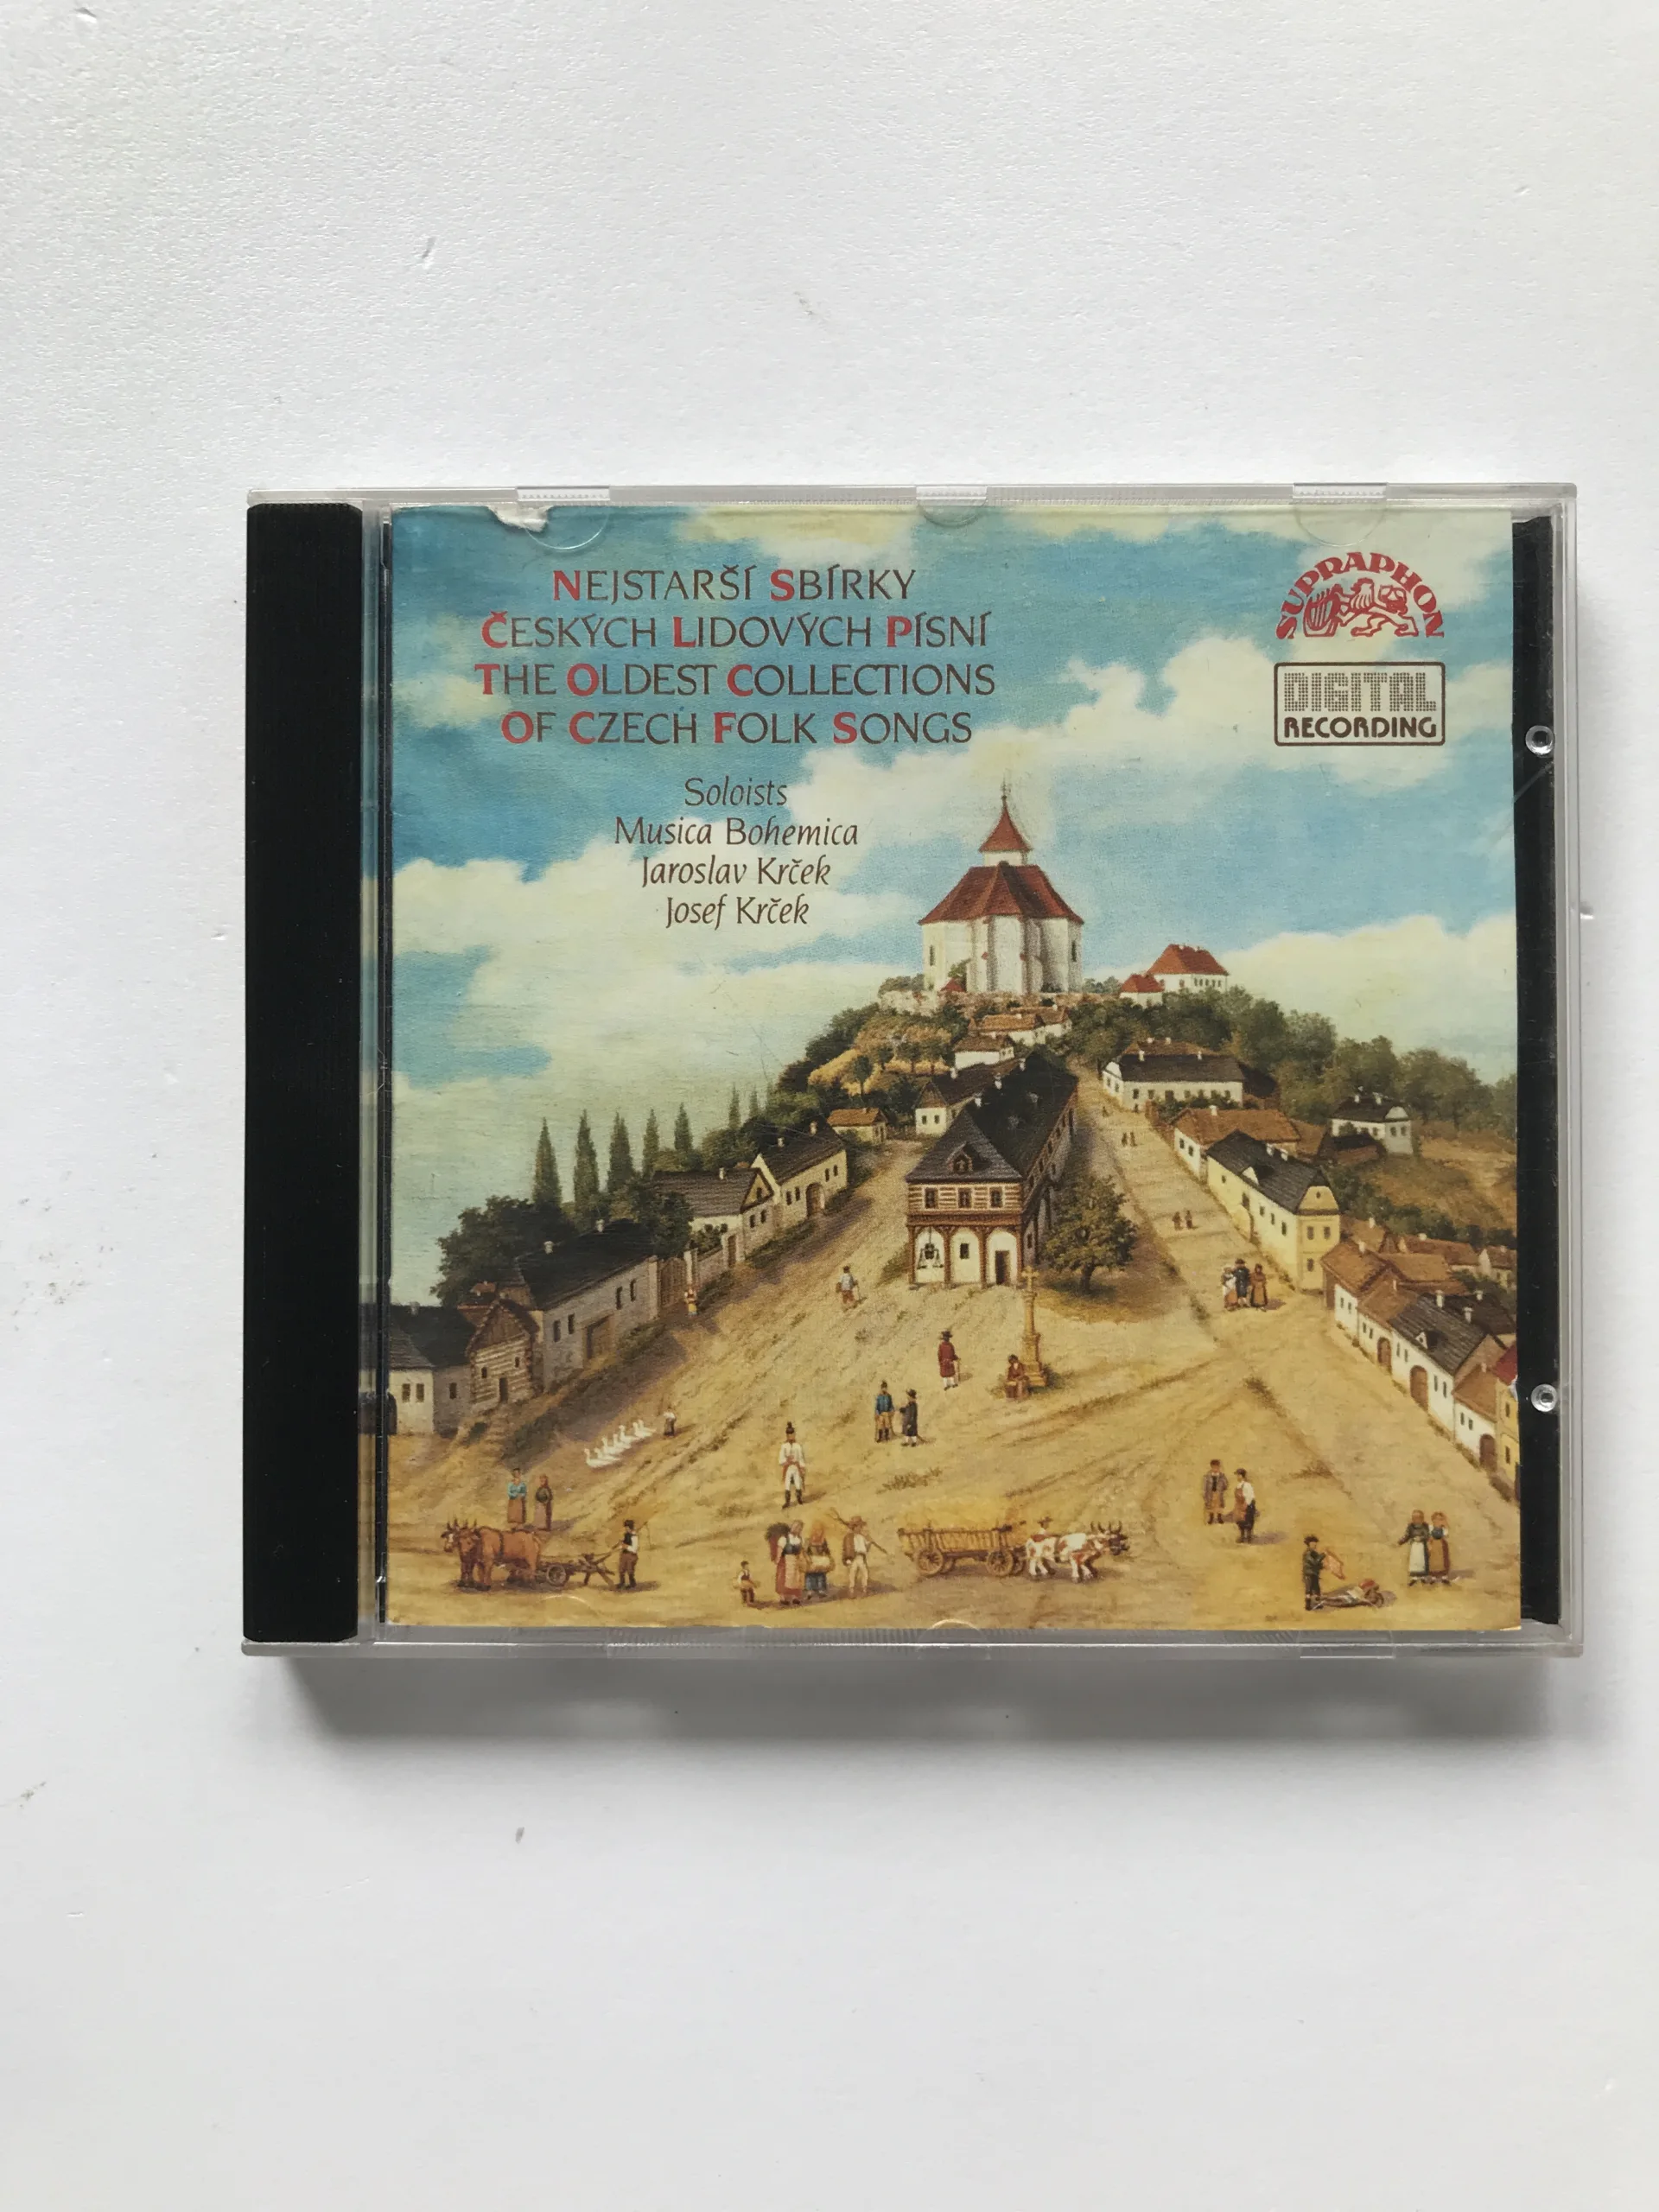 NEJSTARŠÍ SBÍRKY
ČESKÝCH LIDOVÝCH PÍSNÍ
THE OLDEST COLLECTIONS
OF CZECH FOLK SONGS
Soloists
Musica Bohemica
Jaroslav Krček
Josef Krček
SUPRAPHON
DIGITAL
RECORDING